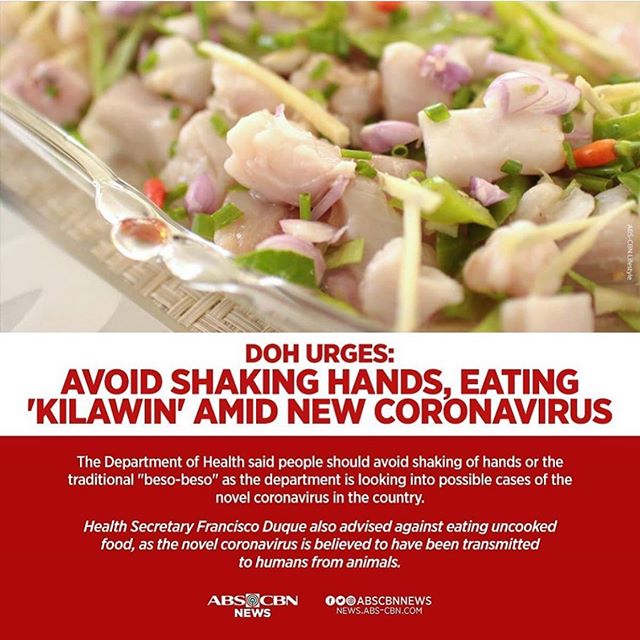 ABS-CBN Lifestyle
DOH URGES:
AVOID SHAKING HANDS, EATING
'KILAWIN' AMID NEW CORONAVIRUS
The Department of Health said people should avoid shaking of hands or the
traditional "beso-beso" as the department is looking into possible cases of the
novel coronavirus in the country.
Health Secretary Francisco Duque also advised against eating uncooked
food, as the novel coronavirus is believed to have been transmitted
to humans from animals.
ABS-CBN
NEWS
@ABSCBNNEWS
NEWS.ABS-CBN.COM